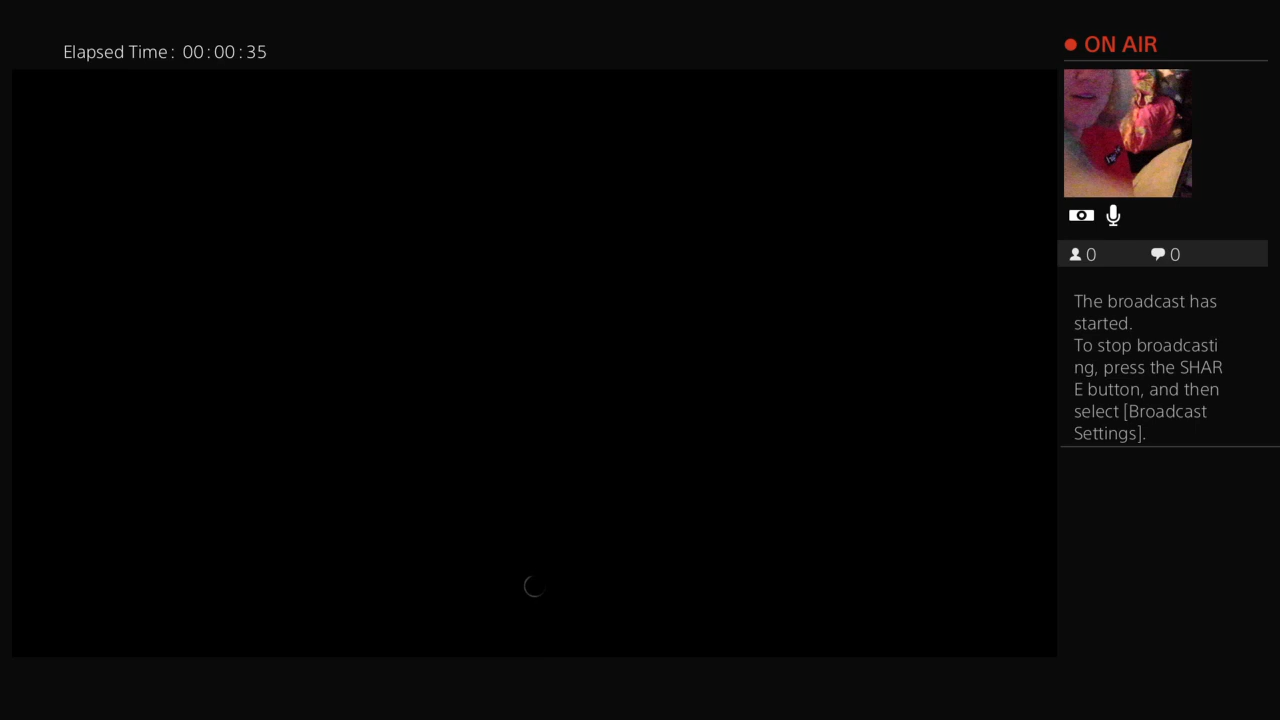 Elapsed Time: 00:00:35
ON AIR
0 0
The broadcast has
started.
To stop broadcasti
ng, press the SHAR
E button, and then
select [Broadcast
Settings].